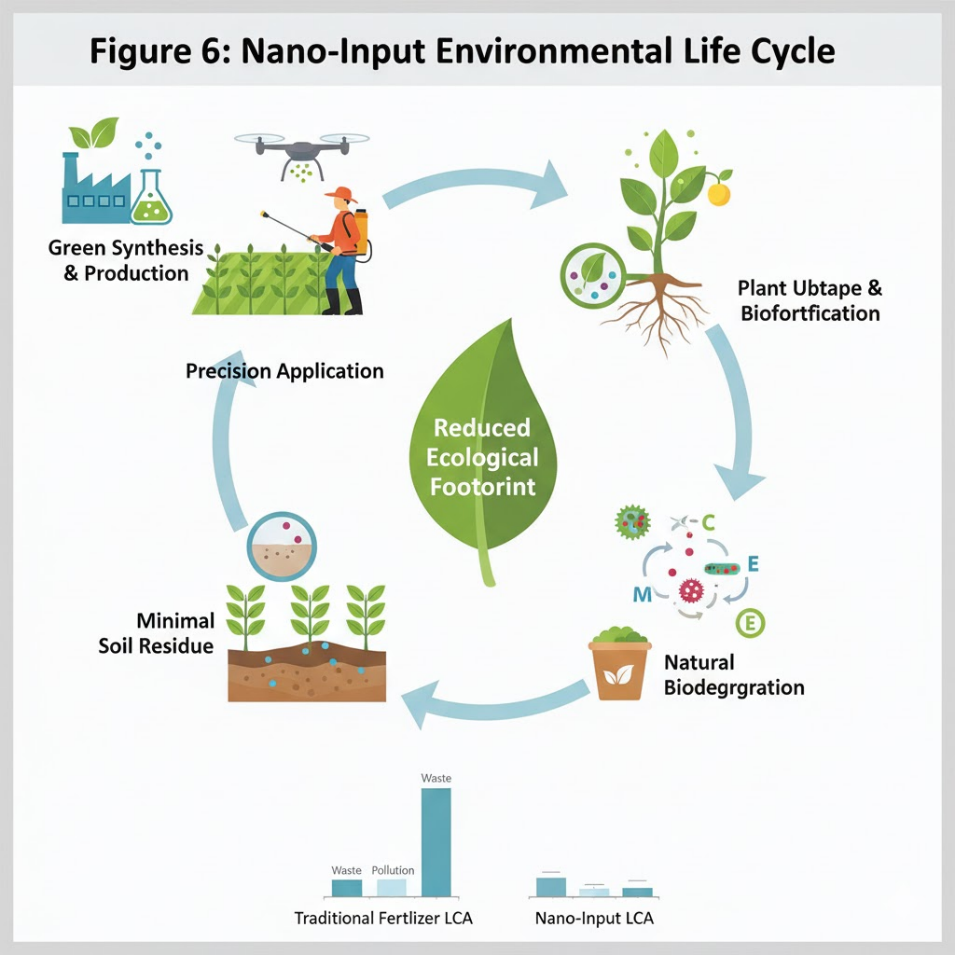 Figure 6: Nano-Input Environmental Life Cycle
Green Synthesis
& Production
Precision Application
Plant Ubtape &
Biofortfication
Reduced
Ecological
Footorint
C
E
M
E
Minimal
Soil Residue
Natural
Biodegrgration
Waste
Waste
Pollution
Traditional Fertlizer LCA
Nano-Input LCA